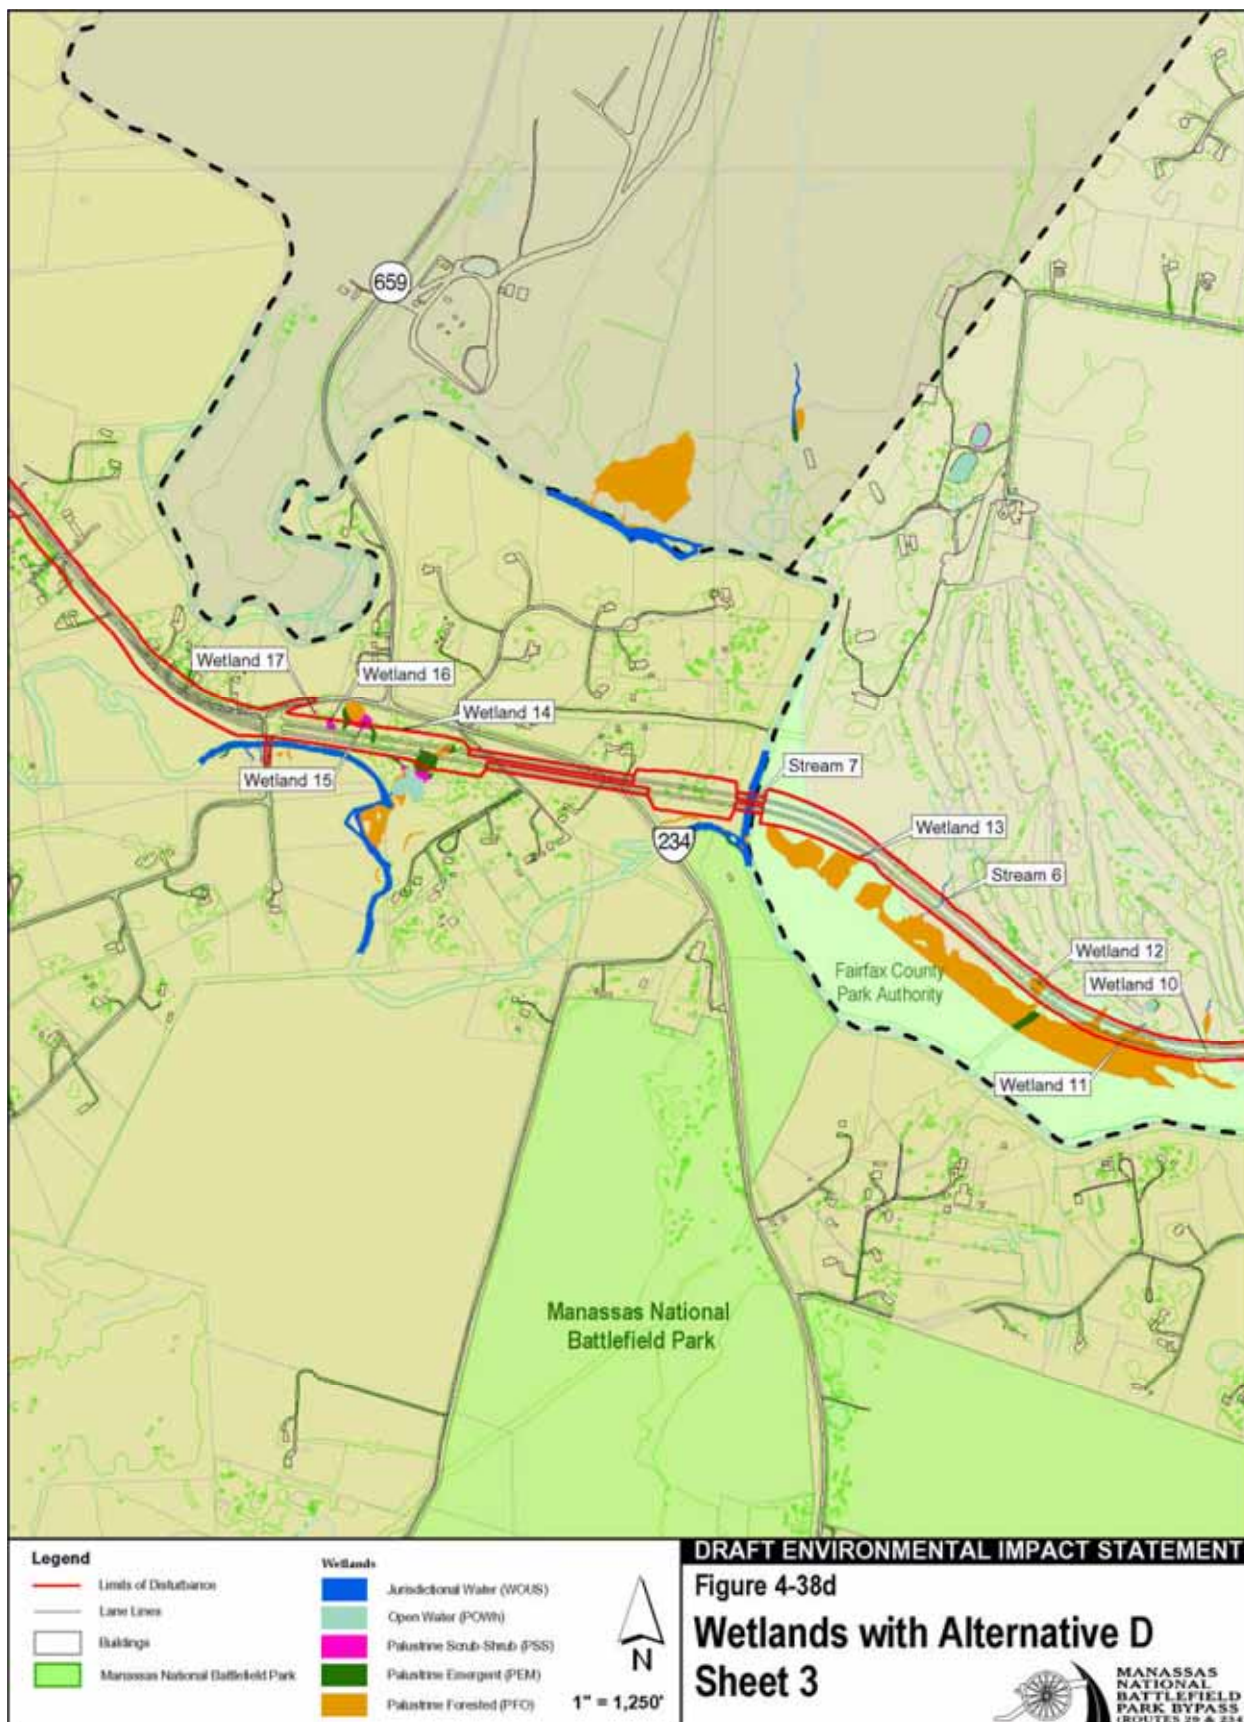 659
Wetland 17
Wetland 16
Wetland 14
Wetland 15
Stream 7
234
Wetland 13
Stream 6
Wetland 12
Wetland 10
Fairfax County
Park Authority
Wetland 11
Manassas National
Battlefield Park
Legend
Limits of Disturbance
Lane Lines
Buildings
Manassas National Battlefield Park
Wetlands
Jurisdictional Water (WOUS)
Open Water (POWh)
Palustrine Scrub-Shrub (PSS)
Palustrine Emergent (PEM)
Palustrine Forested (PFO)
N
1" = 1,250'
DRAFT ENVIRONMENTAL IMPACT STATEMENT
Figure 4-38d
Wetlands with Alternative D
Sheet 3
MANASSAS
NATIONAL
BATTLEFIELD
PARK BYPASS
(ROUTES 29 & 234)